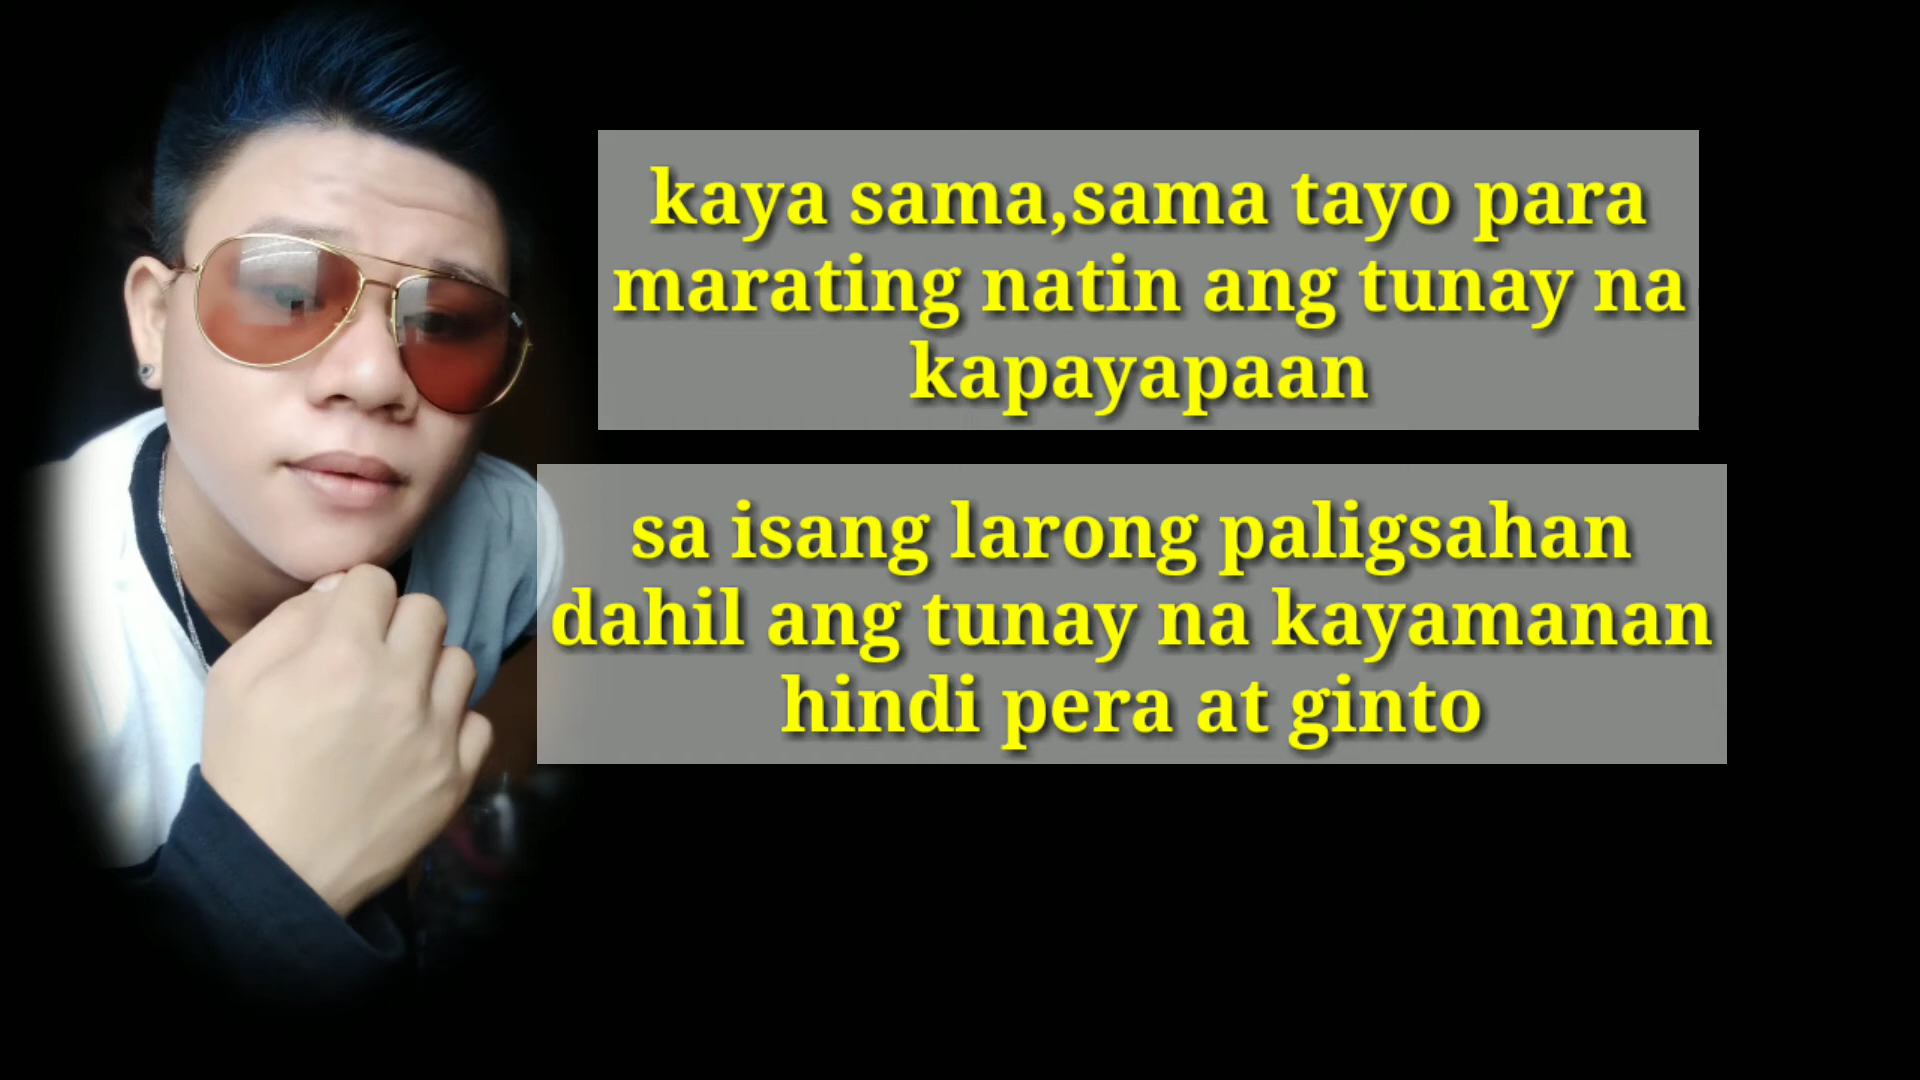 kaya sama,sama tayo para
marating natin ang tunay na
kapayapaan
sa isang larong paligsahan
dahil ang tunay na kayamanan
hindi pera at ginto